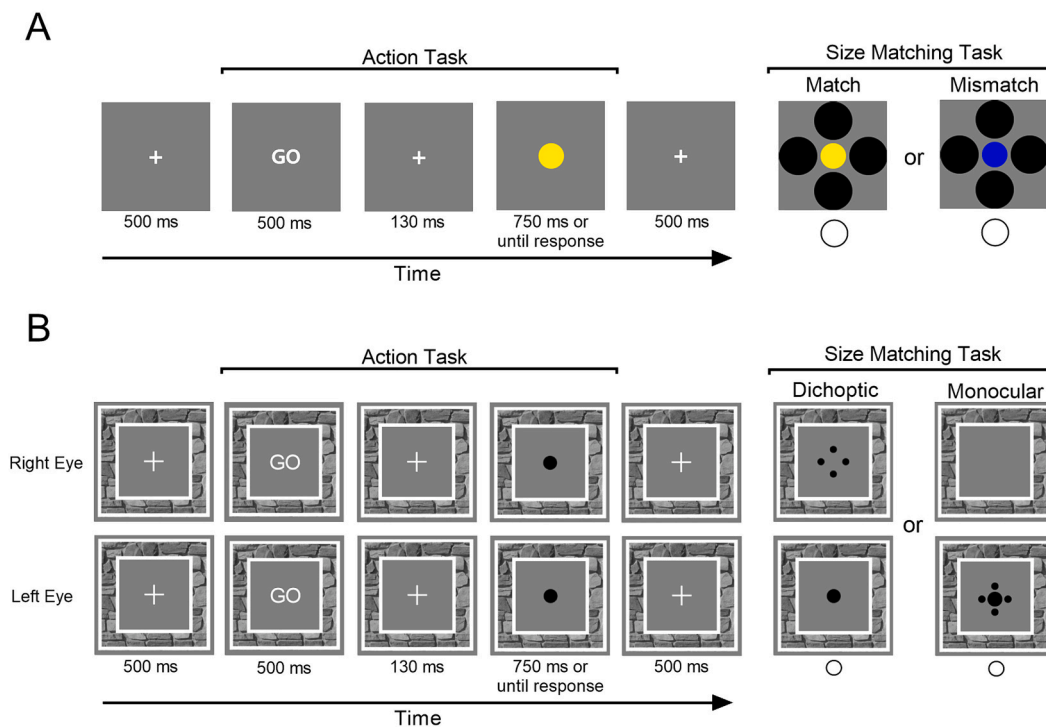 A
Action Task
Size Matching Task
Match
Mismatch
GO
or
500 ms
500 ms
130 ms
750 ms or
until response
500 ms
Time
B
Action Task
Size Matching Task
Dichoptic
Monocular
Right Eye
GO
or
Left Eye
GO
500 ms
500 ms
130 ms
750 ms or
until response
500 ms
Time